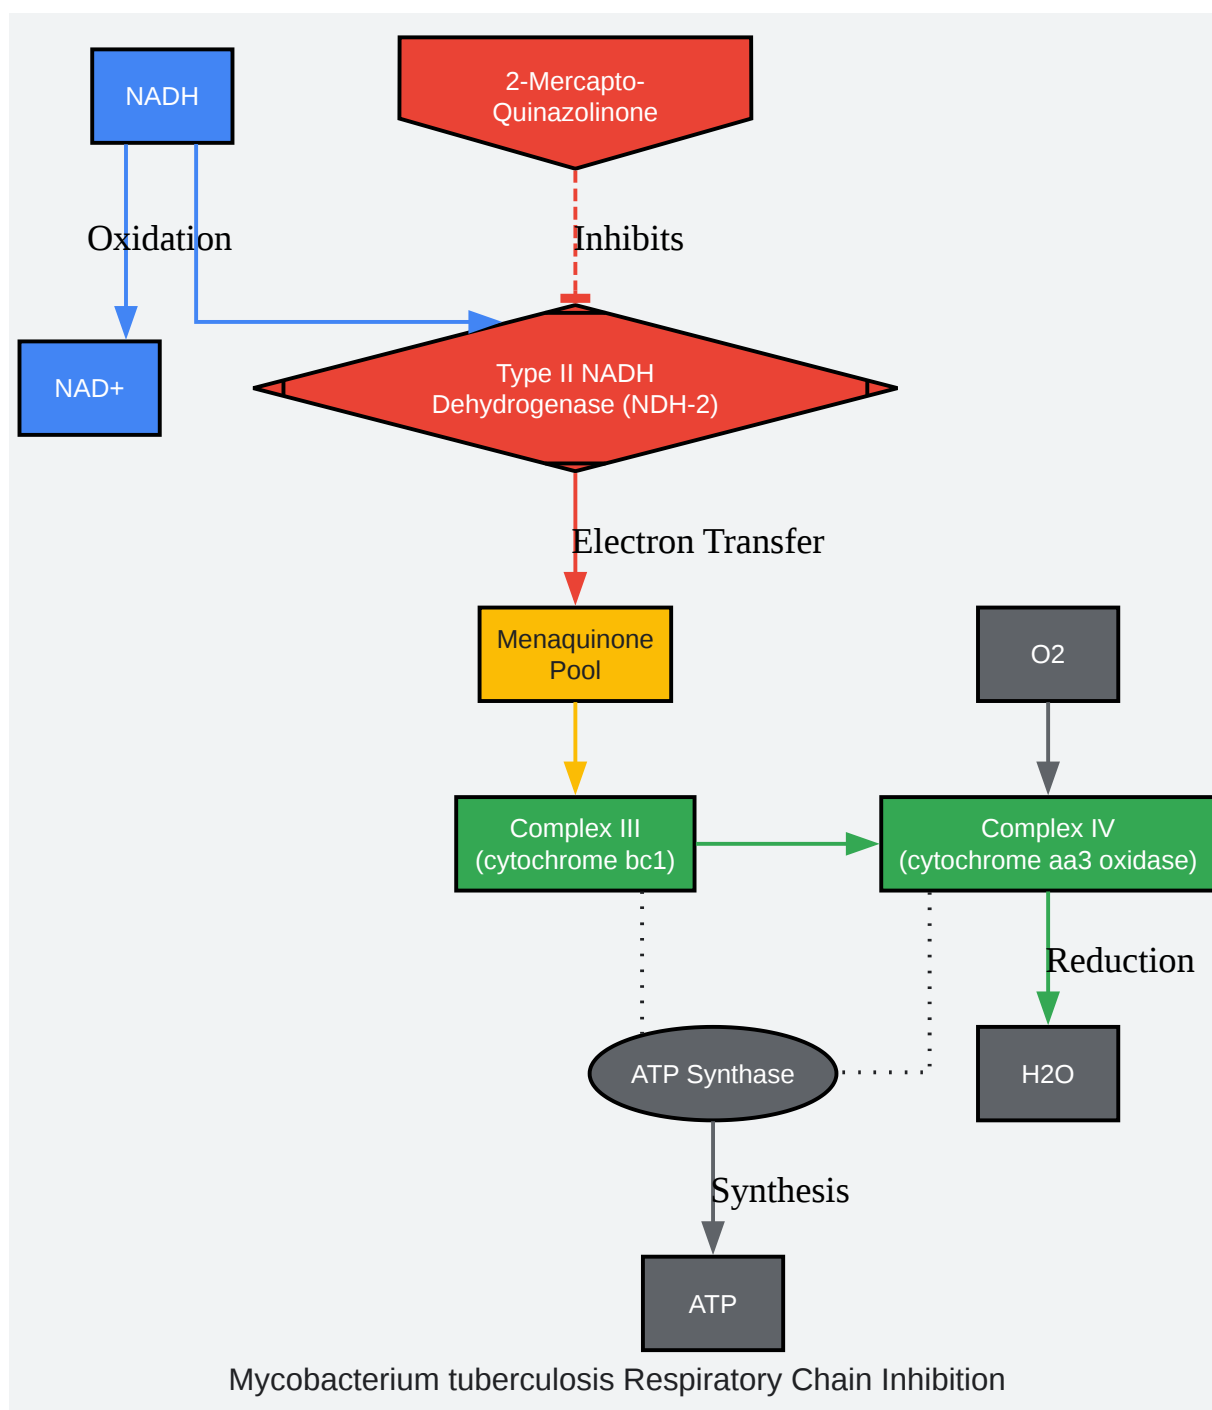 NADH
2-Mercapto-
Quinazolinone
Oxidation
Inhibits
NAD+
Type II NADH
Dehydrogenase (NDH-2)
Electron Transfer
Menaquinone
Pool
O2
Complex III
(cytochrome bc1)
Complex IV
(cytochrome aa3 oxidase)
Reduction
ATP Synthase
H2O
Synthesis
ATP
Mycobacterium tuberculosis Respiratory Chain Inhibition